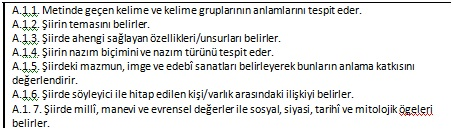 A.1.1. Metinde geçen kelime ve kelime gruplarının anlamlarını tespit eder.
A.1.2. Şiirin temasını belirler.
A.1.3. Şiirde ahengi sağlayan özellikleri/unsurları belirler.
A.1.4. Şiirin nazım biçimini ve nazım türünü tespit eder.
A.1.5. Şiirdeki mazmun, imge ve edebî sanatları belirleyerek bunların anlama katkısını
değerlendirir.
A.1.6. Şiirde söyleyici ile hitap edilen kişi/varlık arasındaki ilişkiyi belirler.
A.1. 7. Şiirde millî, manevi ve evrensel değerler ile sosyal, siyasi, tarihî ve mitolojik ögeleri
belirler.